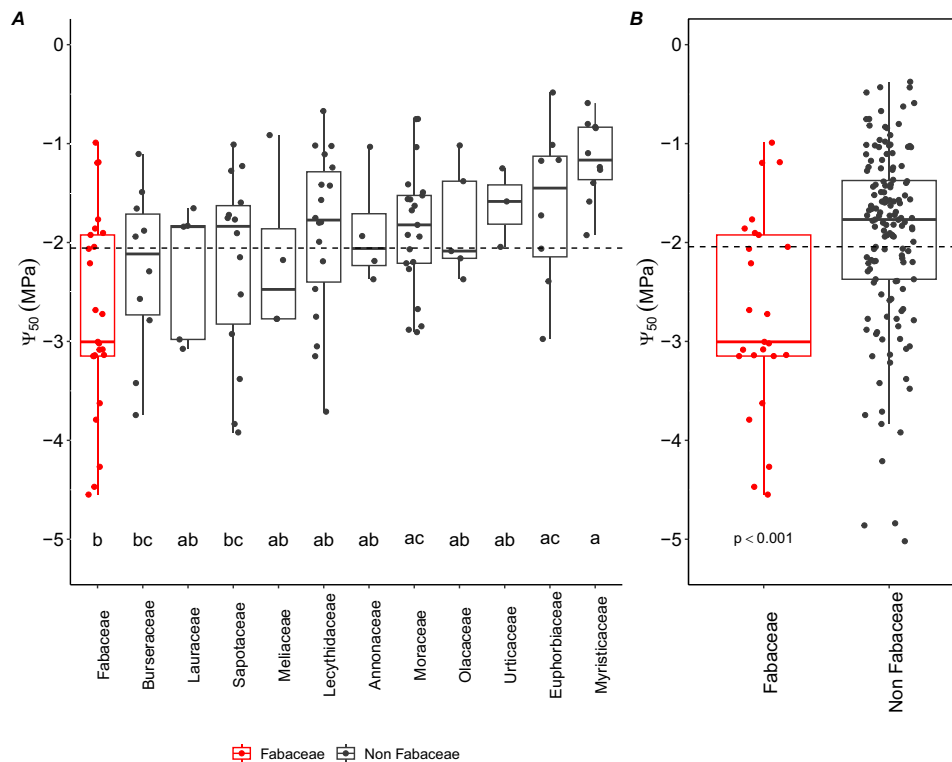 A
B
Ψ50 (MPa)
0
−1
−2
−3
−4
−5
b bc ab bc ab ab ab ac ab ab ac a
Fabaceae
Burseraceae
Lauraceae
Sapotaceae
Meliaceae
Lecythidaceae
Annonaceae
Moraceae
Olacaceae
Urticaceae
Euphorbiaceae
Myristicaceae
Ψ50 (MPa)
0
−1
−2
−3
−4
−5
p < 0.001
Fabaceae
Non Fabaceae
Fabaceae Non Fabaceae